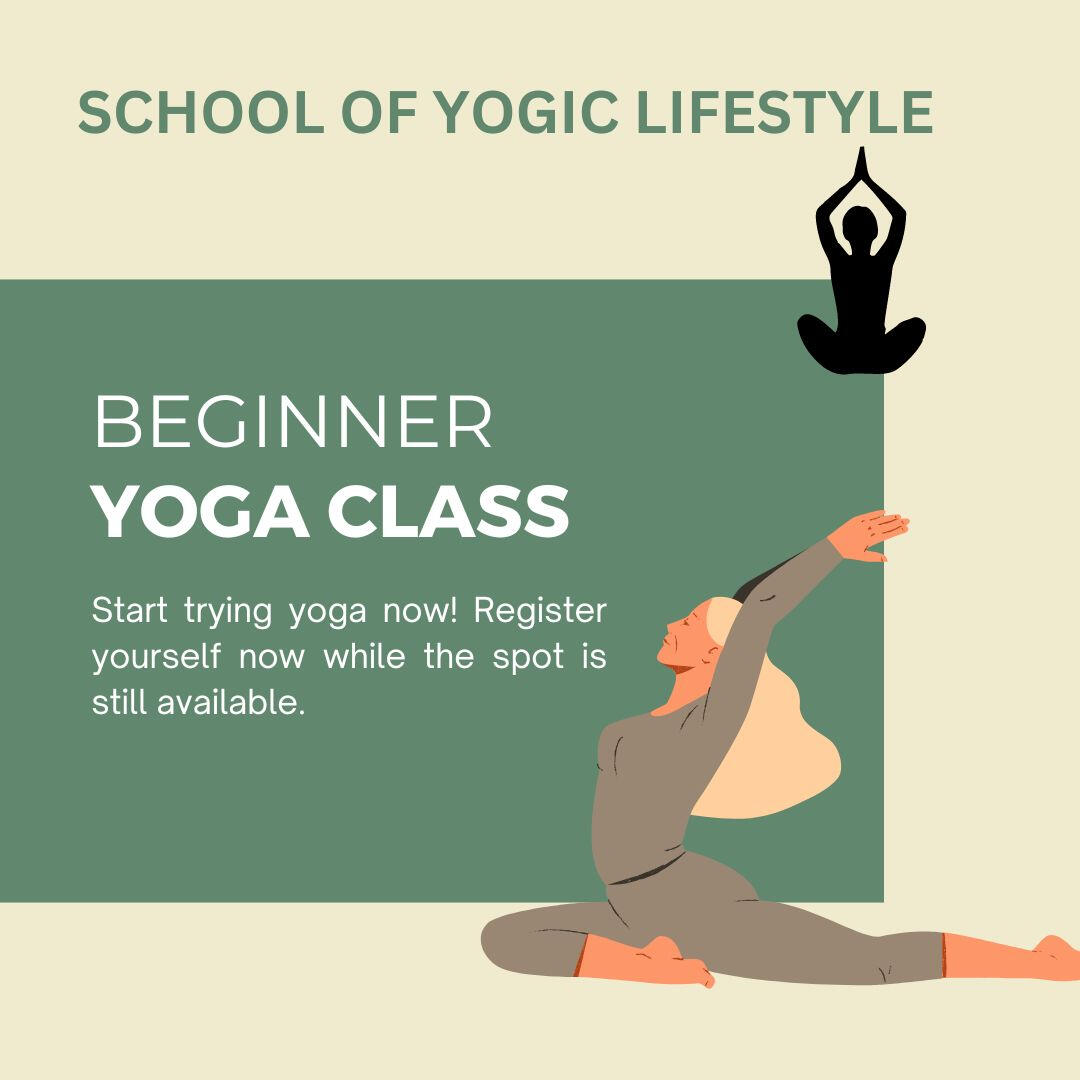 SCHOOL OF YOGIC LIFESTYLE
BEGINNER
YOGA CLASS
Start trying yoga now! Register
yourself now while the spot is
still available.